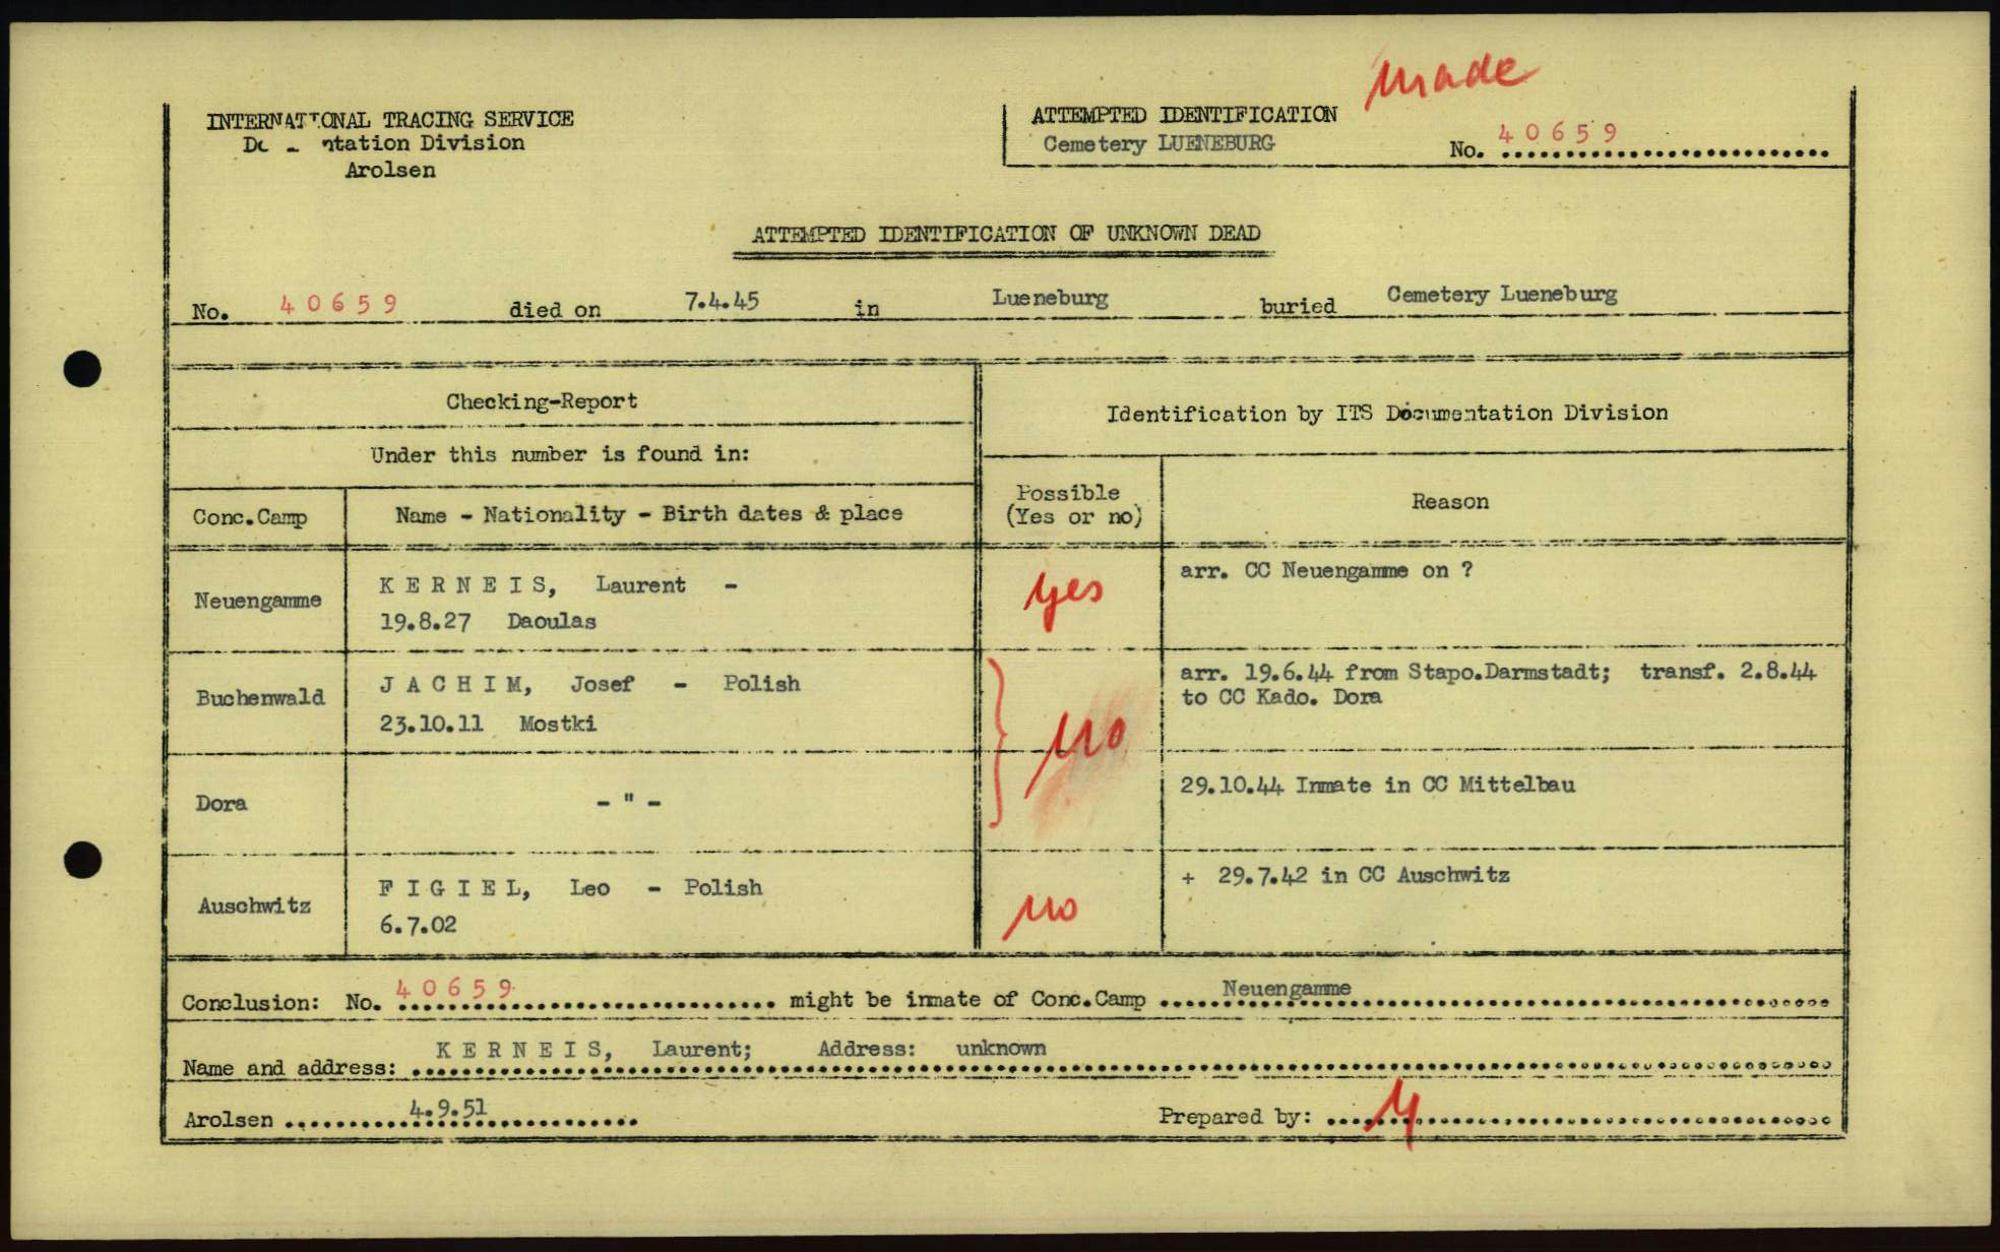 made
INTERNATIONAL TRACING SERVICE
ntation Division
Arolsen
ATTEMPTED IDENTIFICATION
Cemetery LUENEBURG
No. 40659
ATTEMPTED IDENTIFICATION OF UNKNOWN DEAD
No. 40659 died on 7.4.45 in Lueneburg buried Cemetery Lueneburg
Checking-Report
Identification by ITS Documentation Division
Under this number is found in:
Conc.Camp
Name - Nationality - Birth dates & place
Possible
(Yes or no)
Reason
Neuengamme
KERNEIS, Laurent -
19.8.27 Daoulas
yes
arr. CC Neuengamme on ?
Buchenwald
JACHIM, Josef - Polish
23.10.11 Mostki
no
arr. 19.6.44 from Stapo.Darmstadt; transf. 2.8.44
to CC Kado. Dora
Dora
- " -
29.10.44 Inmate in CC Mittelbau
Auschwitz
FIGIEL, Leo - Polish
6.7.02
no
+ 29.7.42 in CC Auschwitz
Conclusion: No. 40659 might be inmate of Conc.Camp Neuengamme
Name and address: KERNEIS, Laurent; Address: unknown
Arolsen 4.9.51
Prepared by: